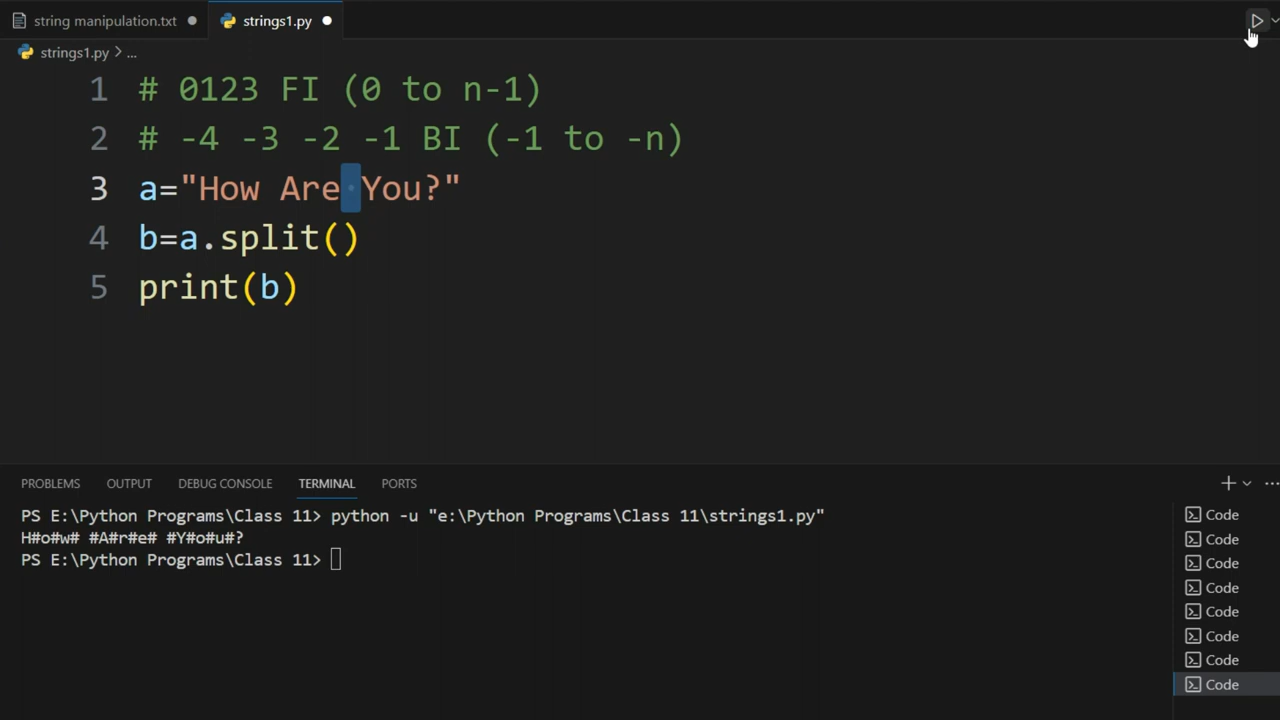 string manipulation.txt
strings1.py
strings1.py > ...
1 # 0123 FI (0 to n-1)
2 # -4 -3 -2 -1 BI (-1 to -n)
3 a="How Are You?"
4 b=a.split()
5 print(b)
PROBLEMS OUTPUT DEBUG CONSOLE TERMINAL PORTS
PS E:\Python Programs\Class 11> python -u "e:\Python Programs\Class 11\strings1.py"
H#o#w# #A#r#e# #Y#o#u#?
PS E:\Python Programs\Class 11>
Code
Code
Code
Code
Code
Code
Code
Code